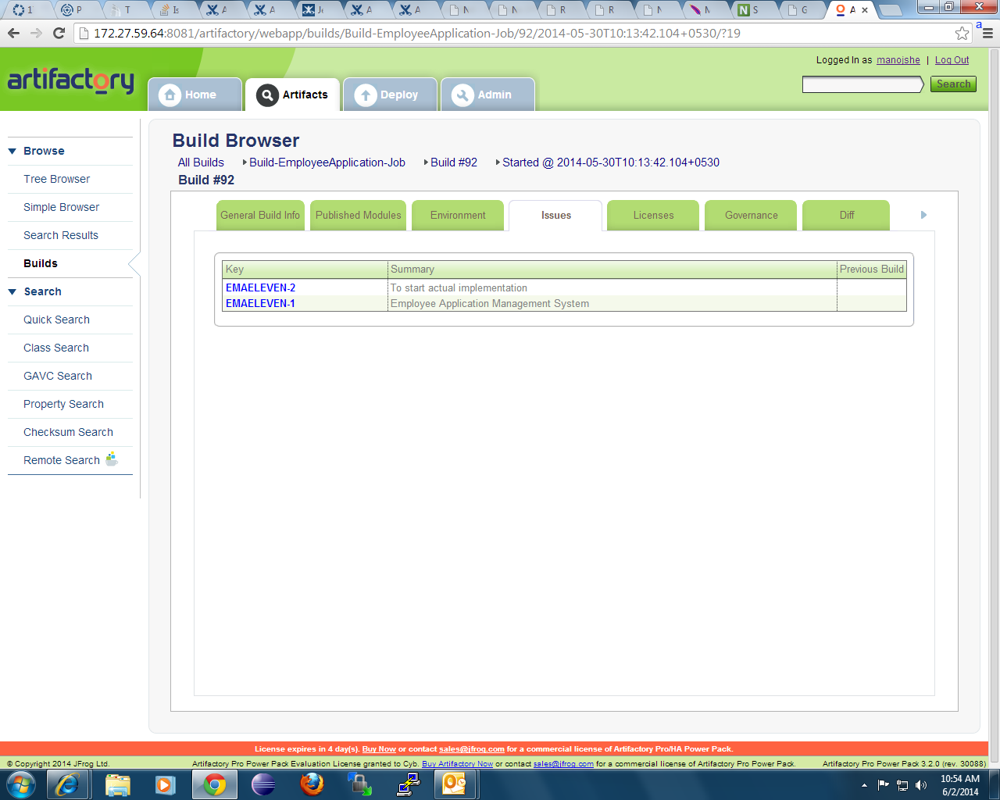 172.27.59.64:8081/artifactory/webapp/builds/Build-EmployeeApplication-Job/92/2014-05-30T10:13:42.104+0530/?19
Logged In as manojshe | Log Out
artifactory
Home
Artifacts
Deploy
Admin
Search
Browse
Tree Browser
Simple Browser
Search Results
Builds
Search
Quick Search
Class Search
GAVC Search
Property Search
Checksum Search
Remote Search
Build Browser
All Builds Build-EmployeeApplication-Job Build #92 Started @ 2014-05-30T10:13:42.104+0530
Build #92
General Build Info Published Modules Environment Issues Licenses Governance Diff
Key Summary Previous Build
EMAELEVEN-2 To start actual implementation
EMAELEVEN-1 Employee Application Management System
License expires in 4 day(s). Buy Now or contact sales@jfrog.com for a commercial license of Artifactory Pro/HA Power Pack.
© Copyright 2014 JFrog Ltd. Artifactory Pro Power Pack Evaluation License granted to Cyb. Buy Artifactory Now or contact sales@jfrog.com for a commercial license of Artifactory Pro Power Pack. Artifactory Pro Power Pack 3.2.0 (rev. 30088)
10:54 AM
6/2/2014